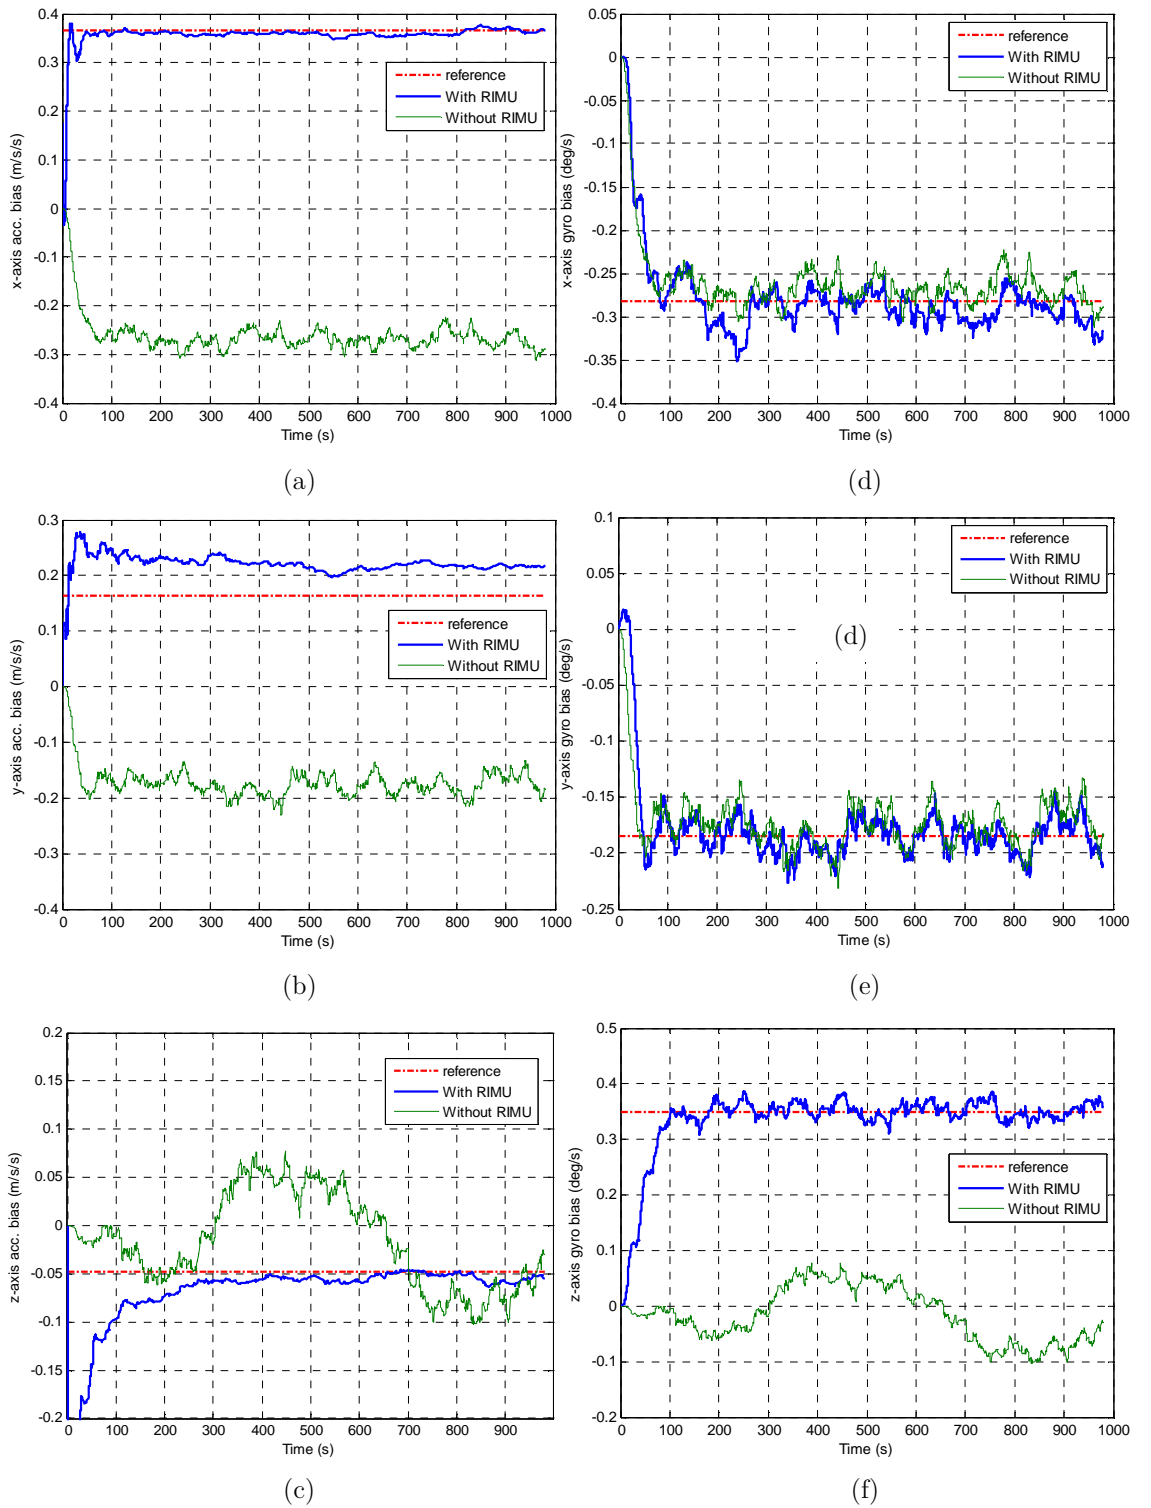 0.4
0.3
0.2
0.1
0
-0.1
-0.2
-0.3
-0.4
x-axis acc. bias (m/s/s)
reference
With RIMU
Without RIMU
0 100 200 300 400 500 600 700 800 900 1000
Time (s)
(a)
0.05
0
-0.05
-0.1
-0.15
-0.2
-0.25
-0.3
-0.35
-0.4
x-axis gyro bias (deg/s)
reference
With RIMU
Without RIMU
0 100 200 300 400 500 600 700 800 900 1000
Time (s)
(d)
0.3
0.2
0.1
0
-0.1
-0.2
-0.3
-0.4
y-axis acc. bias (m/s/s)
reference
With RIMU
Without RIMU
0 100 200 300 400 500 600 700 800 900 1000
Time (s)
(b)
0.1
0.05
0
-0.05
-0.1
-0.15
-0.2
-0.25
y-axis gyro bias (deg/s)
reference
With RIMU
Without RIMU
(d)
0 100 200 300 400 500 600 700 800 900 1000
Time (s)
(e)
0.2
0.15
0.1
0.05
0
-0.05
-0.1
-0.15
-0.2
z-axis acc. bias (m/s/s)
reference
With RIMU
Without RIMU
0 100 200 300 400 500 600 700 800 900
Time (s)
(c)
0.5
0.4
0.3
0.2
0.1
0
-0.1
-0.2
z-axis gyro bias (deg/s)
reference
With RIMU
Without RIMU
0 100 200 300 400 500 600 700 800 900 1000
Time (s)
(f)